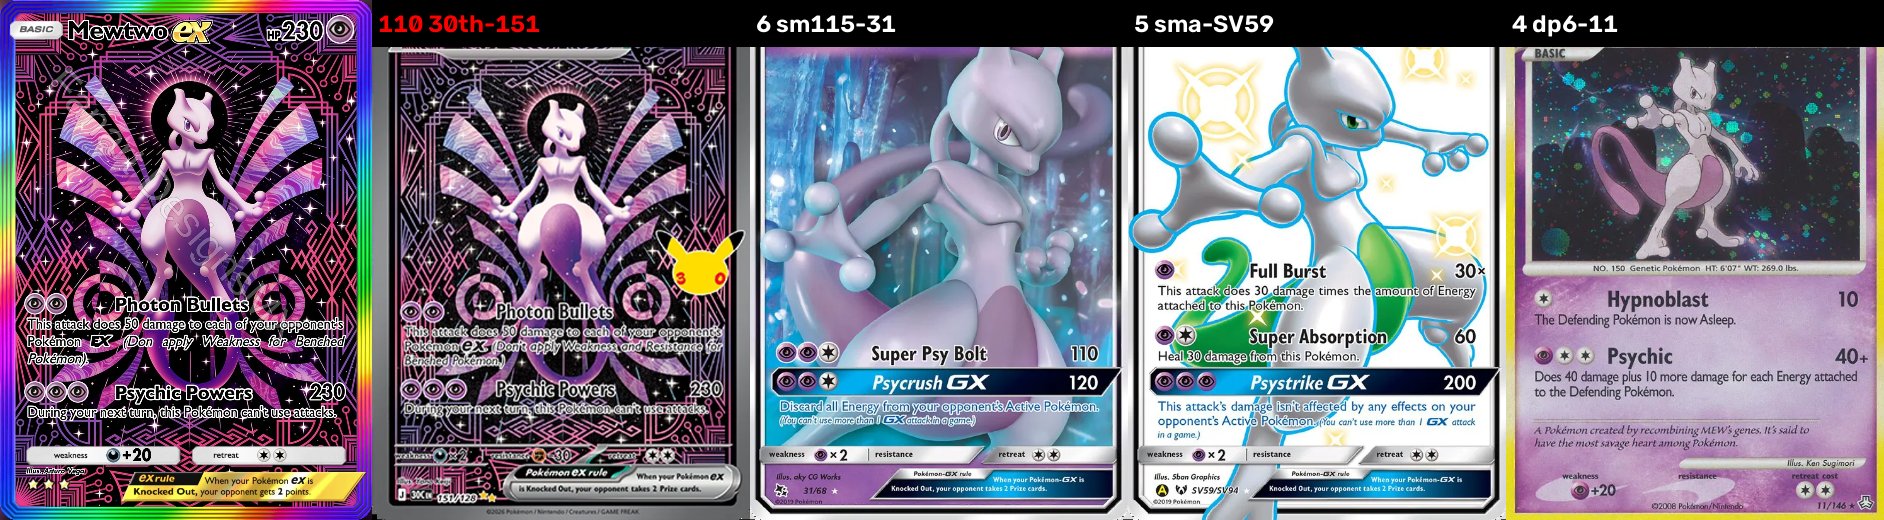 BASIC Mewtwo ex HP 230
Photon Bullets
This attack does 50 damage to each of your opponent's
Pokémon EX (Don apply Weakness for Benched
Pokémon).
Psychic Powers 230
During your next turn, this Pokémon can't use attacks.
weakness +20 retreat
ex rule When your Pokémon ex is
Knocked Out, your opponent gets 2 points.
110 30th-151
30
Photon Bullets
This attack does 50 damage to each of your opponent's
Pokémon ex. (Don't apply Weakness and Resistance for
Benched Pokémon.)
Psychic Powers 230
During your next turn, this Pokémon can't use attacks.
weakness ×2 resistance -30 retreat
Pokémon ex rule When your Pokémon ex
is Knocked Out, your opponent takes 2 Prize cards.
151/128
©2026 Pokémon / Nintendo / Creatures / GAME FREAK
6 sm115-31
Super Psy Bolt 110
Psycrush GX 120
Discard all Energy from your opponent's Active Pokémon.
(You can't use more than 1 GX attack in a game.)
weakness ×2 resistance retreat
Illus. aky CG Works
Pokémon-GX rule When your Pokémon-GX is
Knocked Out, your opponent takes 2 Prize cards.
31/68
©2019 Pokémon
5 sma-SV59
Full Burst 30×
This attack does 30 damage times the amount of Energy
attached to this Pokémon.
Super Absorption 60
Heal 30 damage from this Pokémon.
Psystrike GX 200
This attack's damage isn't affected by any effects on your
opponent's Active Pokémon. (You can't use more than 1 GX attack
in a game.)
weakness ×2 resistance retreat
Illus. 5ban Graphics
Pokémon-GX rule When your Pokémon-GX is
Knocked Out, your opponent takes 2 Prize cards.
A SV59/SV94
©2019 Pokémon
4 dp6-11
BASIC
NO. 150 Genetic Pokémon HT: 6'07" WT: 269.0 lbs.
Hypnoblast 10
The Defending Pokémon is now Asleep.
Psychic 40+
Does 40 damage plus 10 more damage for each Energy attached
to the Defending Pokémon.
A Pokémon created by recombining MEW's genes. It's said to
have the most savage heart among Pokémon.
Illus. Ken Sugimori
weakness resistance retreat cost
+20
©2008 Pokémon/Nintendo 11/146